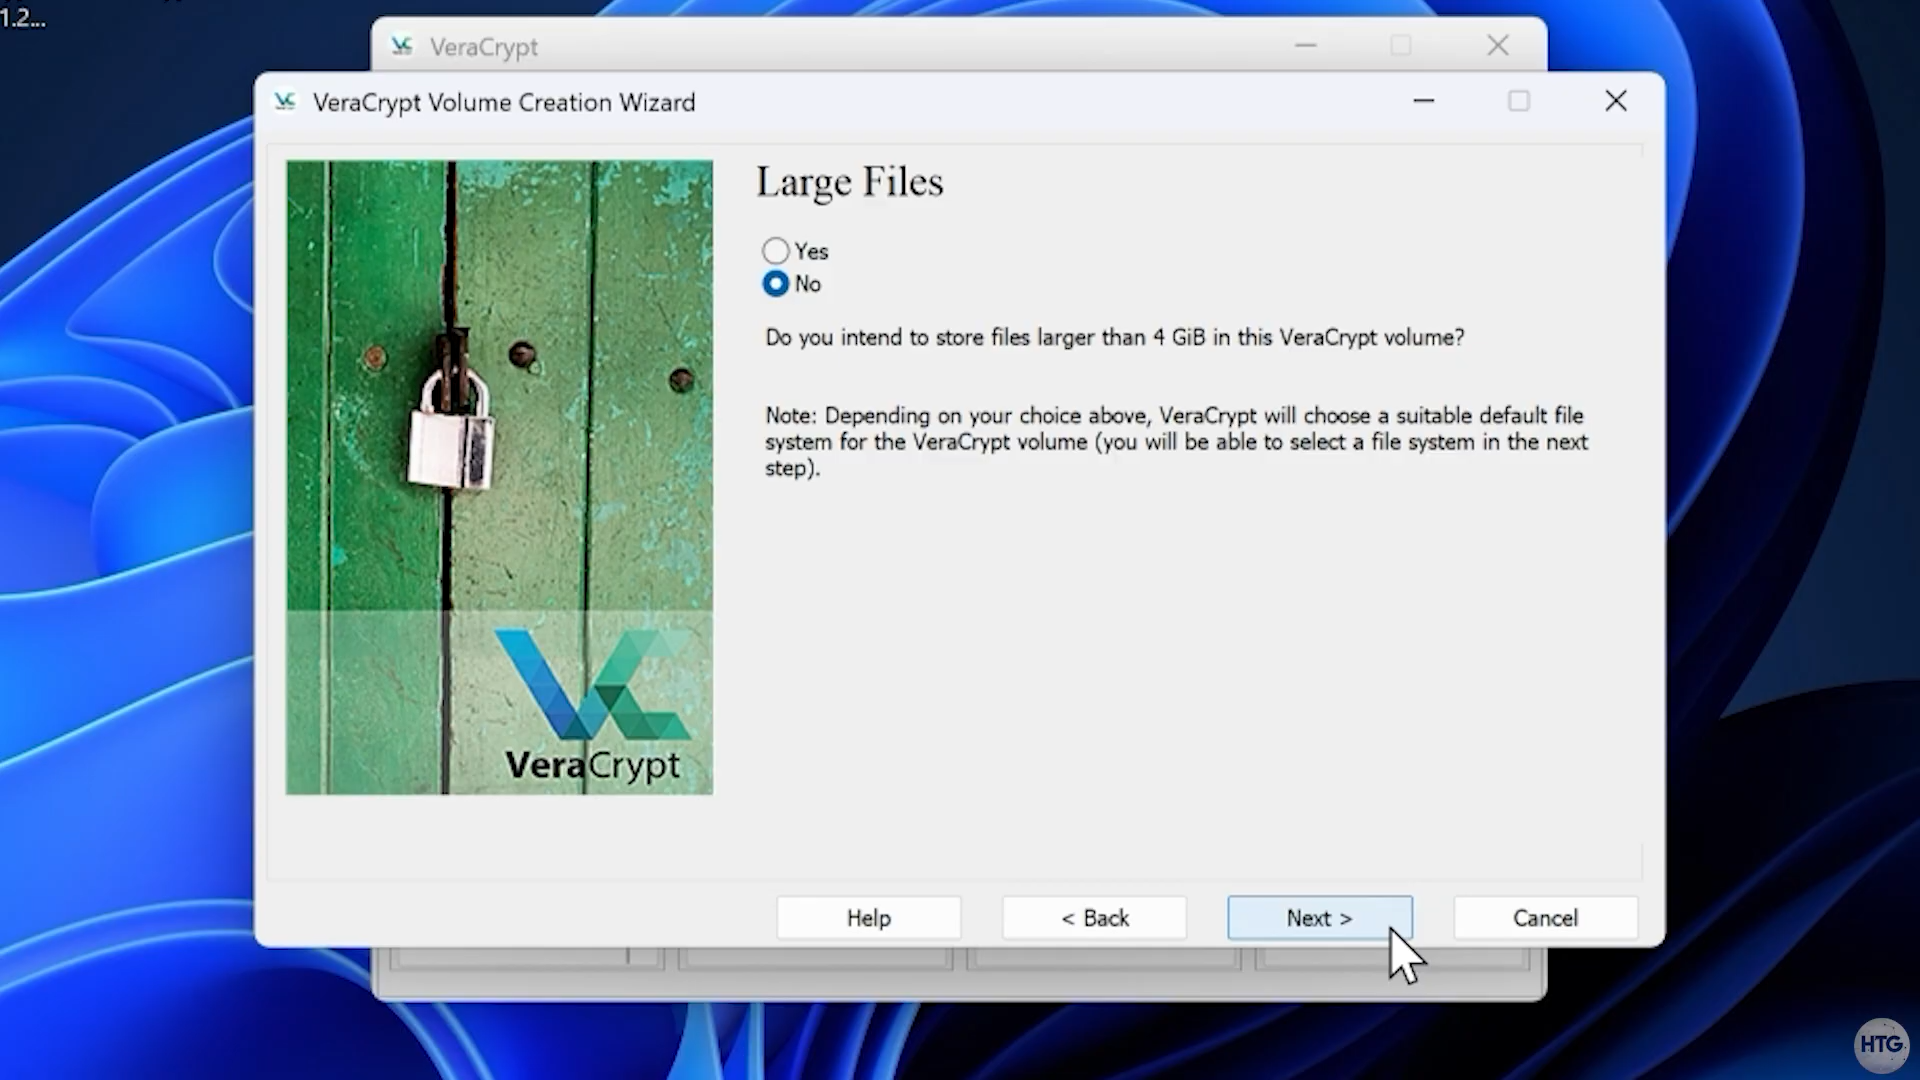 1.2...
VeraCrypt
VeraCrypt Volume Creation Wizard
Large Files
Yes
No
Do you intend to store files larger than 4 GiB in this VeraCrypt volume?
Note: Depending on your choice above, VeraCrypt will choose a suitable default file
system for the VeraCrypt volume (you will be able to select a file system in the next
step).
VeraCrypt
Help
< Back
Next >
Cancel
HTG